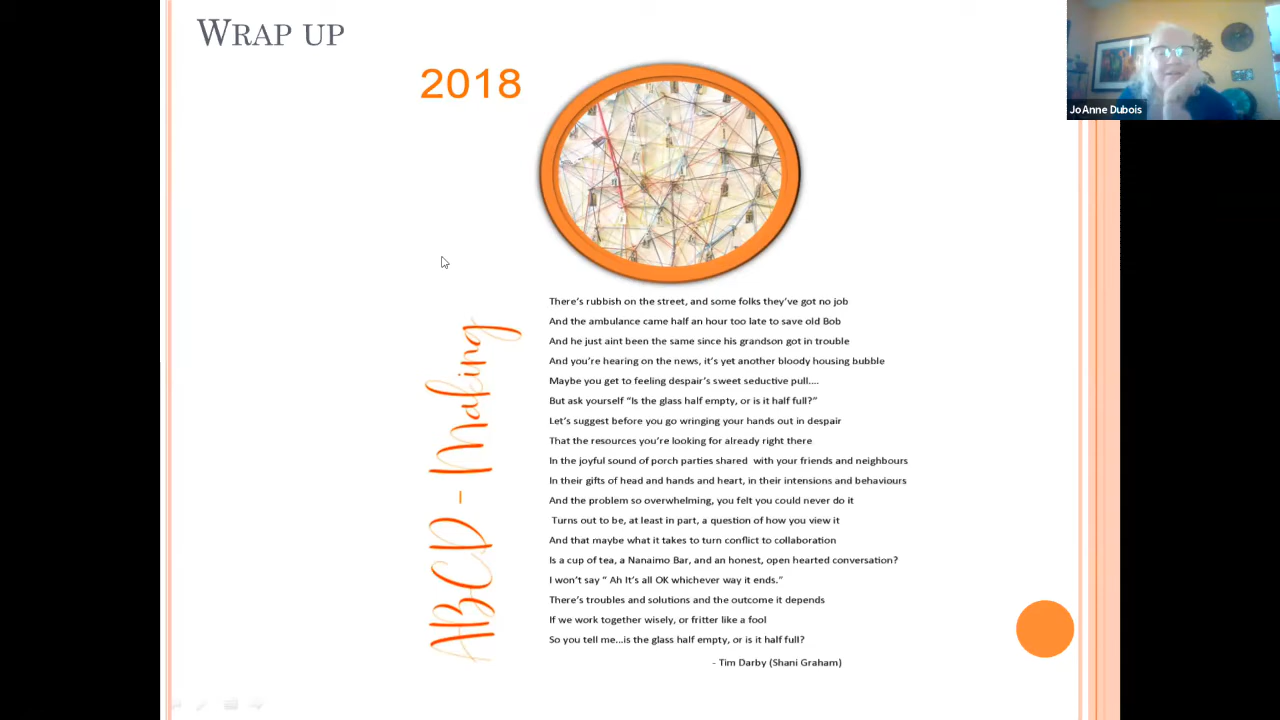 WRAP UP
2018
JoAnne Dubois
ABCD - Making
There's rubbish on the street, and some folks they've got no job
And the ambulance came half an hour too late to save old Bob
And he just aint been the same since his grandson got in trouble
And you're hearing on the news, it's yet another bloody housing bubble
Maybe you get to feeling despair's sweet seductive pull....
But ask yourself “Is the glass half empty, or is it half full?”
Let's suggest before you go wringing your hands out in despair
That the resources you're looking for already right there
In the joyful sound of porch parties shared  with your friends and neighbours
In their gifts of head and hands and heart, in their intensions and behaviours
And the problem so overwhelming, you felt you could never do it
Turns out to be, at least in part, a question of how you view it
And that maybe what it takes to turn conflict to collaboration
Is a cup of tea, a Nanaimo Bar, and an honest, open hearted conversation?
I won't say “ Ah It's all OK whichever way it ends.”
There's troubles and solutions and the outcome it depends
If we work together wisely, or fritter like a fool
So you tell me...is the glass half empty, or is it half full?
- Tim Darby (Shani Graham)